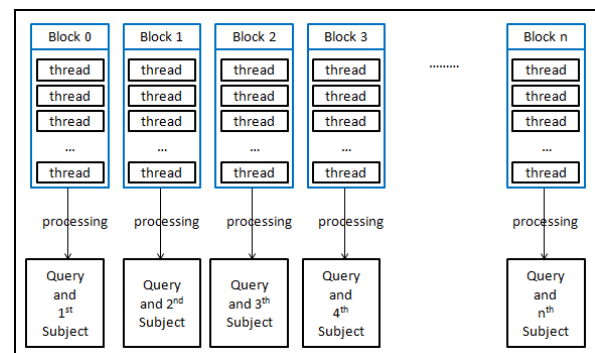 Block 0 Block 1 Block 2 Block 3 ......... Block n
thread thread thread thread thread
thread thread thread thread thread
thread thread thread thread thread
... ... ... ... ...
thread thread thread thread thread
processing processing processing processing processing
Query and 1st Subject
Query and 2nd Subject
Query and 3th Subject
Query and 4th Subject
Query and nth Subject